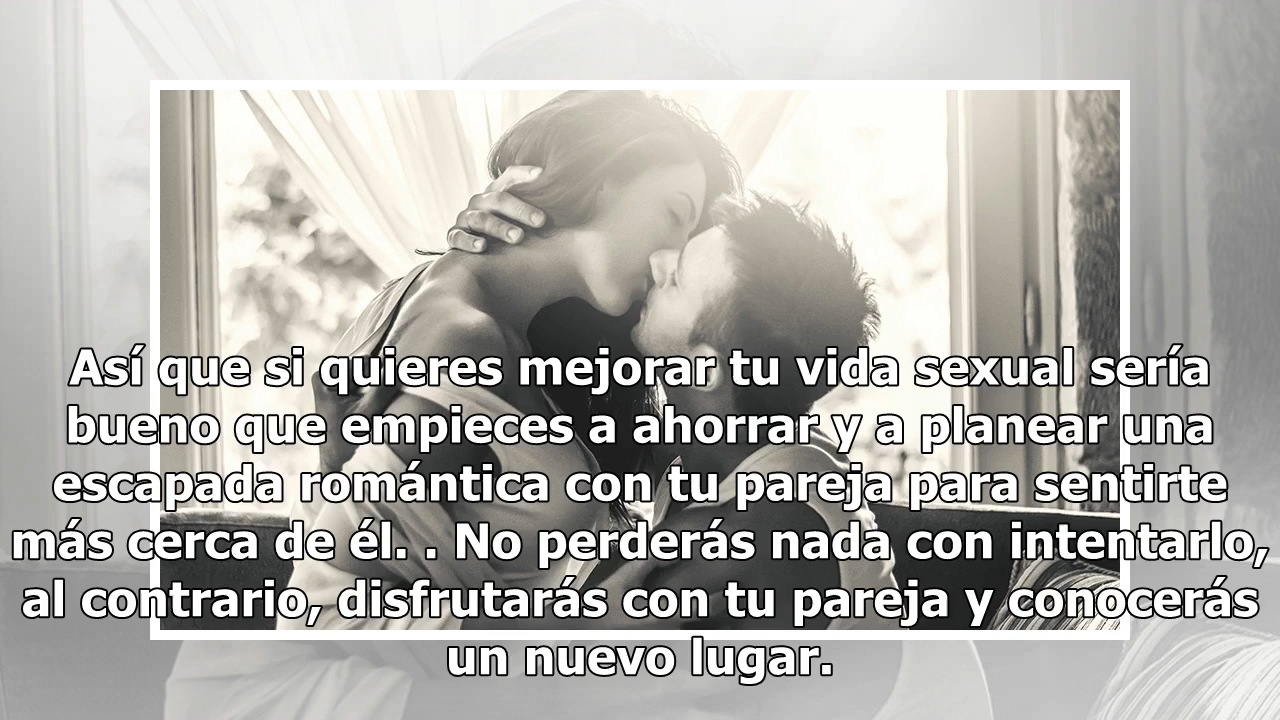 Así que si quieres mejorar tu vida sexual sería
bueno que empieces a ahorrar y a planear una
escapada romántica con tu pareja para sentirte
más cerca de él. . No perderás nada con intentarlo,
al contrario, disfrutarás con tu pareja y conocerás
un nuevo lugar.